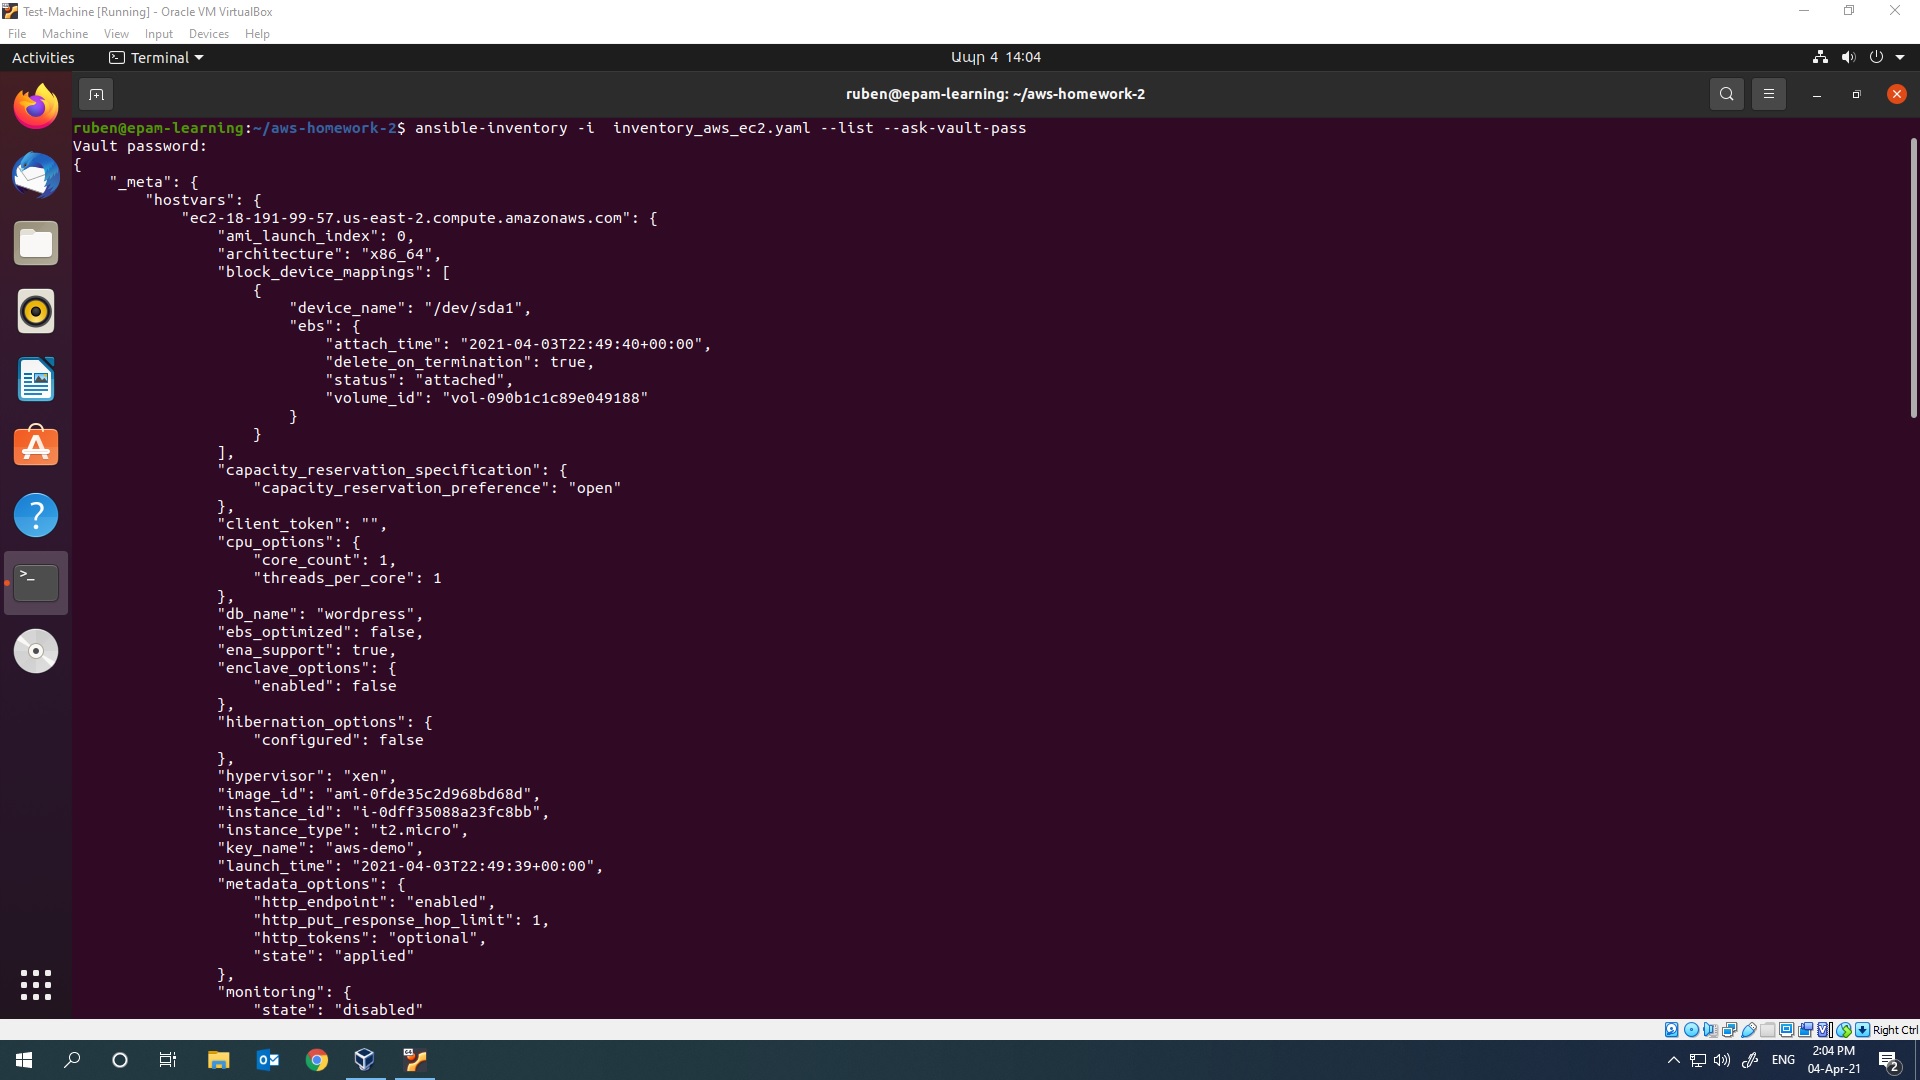 Test-Machine [Running] - Oracle VM VirtualBox
File Machine View Input Devices Help
Activities Terminal Ապր 4 14:04
ruben@epam-learning: ~/aws-homework-2
ruben@epam-learning:~/aws-homework-2$ ansible-inventory -i  inventory_aws_ec2.yaml --list --ask-vault-pass
Vault password:
{
    "_meta": {
        "hostvars": {
            "ec2-18-191-99-57.us-east-2.compute.amazonaws.com": {
                "ami_launch_index": 0,
                "architecture": "x86_64",
                "block_device_mappings": [
                    {
                        "device_name": "/dev/sda1",
                        "ebs": {
                            "attach_time": "2021-04-03T22:49:40+00:00",
                            "delete_on_termination": true,
                            "status": "attached",
                            "volume_id": "vol-090b1c1c89e049188"
                        }
                    }
                ],
                "capacity_reservation_specification": {
                    "capacity_reservation_preference": "open"
                },
                "client_token": "",
                "cpu_options": {
                    "core_count": 1,
                    "threads_per_core": 1
                },
                "db_name": "wordpress",
                "ebs_optimized": false,
                "ena_support": true,
                "enclave_options": {
                    "enabled": false
                },
                "hibernation_options": {
                    "configured": false
                },
                "hypervisor": "xen",
                "image_id": "ami-0fde35c2d968bd68d",
                "instance_id": "i-0dff35088a23fc8bb",
                "instance_type": "t2.micro",
                "key_name": "aws-demo",
                "launch_time": "2021-04-03T22:49:39+00:00",
                "metadata_options": {
                    "http_endpoint": "enabled",
                    "http_put_response_hop_limit": 1,
                    "http_tokens": "optional",
                    "state": "applied"
                },
                "monitoring": {
                    "state": "disabled"
Right Ctrl
ENG 2:04 PM
04-Apr-21
2